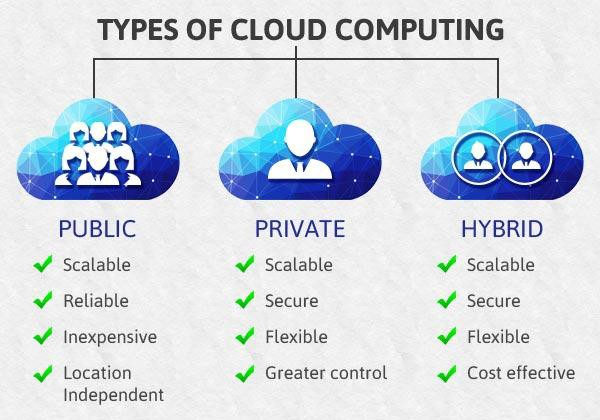 TYPES OF CLOUD COMPUTING
PUBLIC
Scalable
Reliable
Inexpensive
Location
Independent
PRIVATE
Scalable
Secure
Flexible
Greater control
HYBRID
Scalable
Secure
Flexible
Cost effective